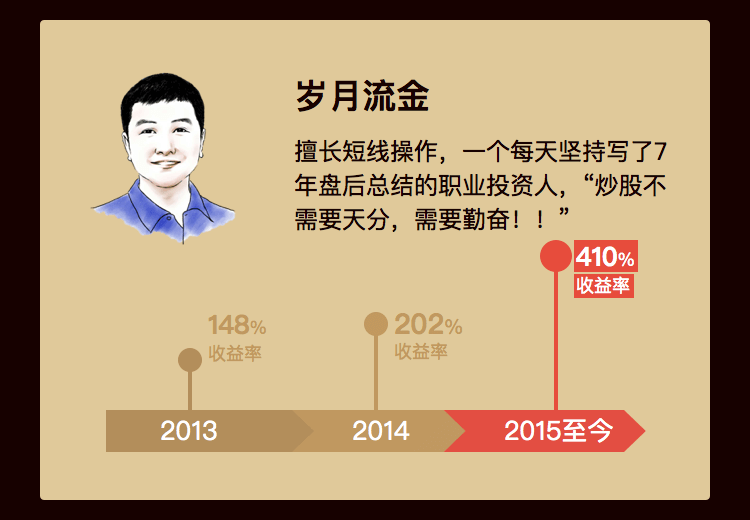 岁月流金
擅长短线操作，一个每天坚持写了7
年盘后总结的职业投资人，“炒股不
需要天分，需要勤奋！！”
410%
收益率
148%
收益率
202%
收益率
2013
2014
2015至今